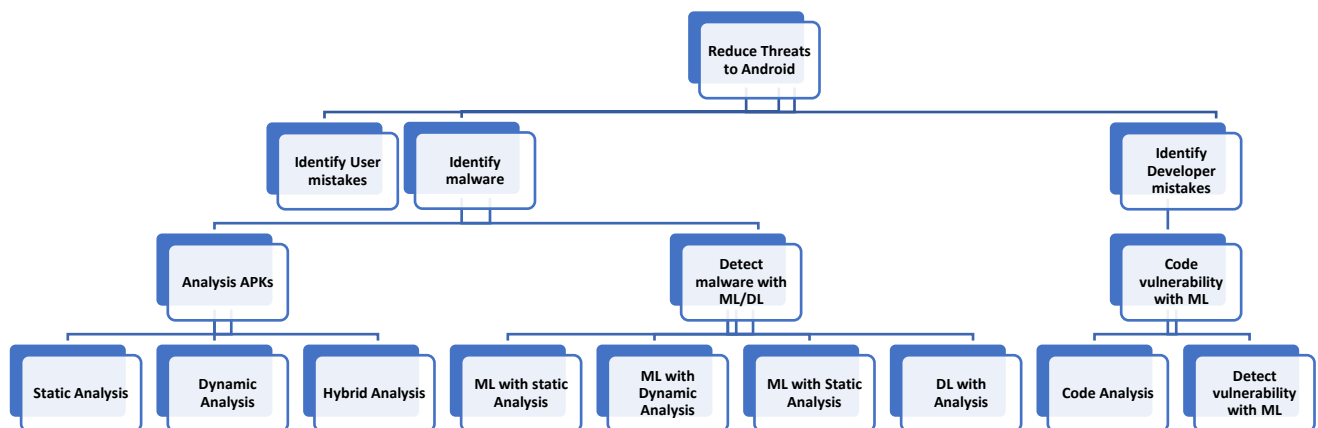 Reduce Threats
to Android
Identify User
mistakes
Identify
malware
Identify
Developer
mistakes
Analysis APKs
Detect
malware with
ML/DL
Code
vulnerability
with ML
Static Analysis
Dynamic
Analysis
Hybrid Analysis
ML with static
Analysis
ML with
Dynamic
Analysis
ML with Static
Analysis
DL with
Analysis
Code Analysis
Detect
vulnerability
with ML